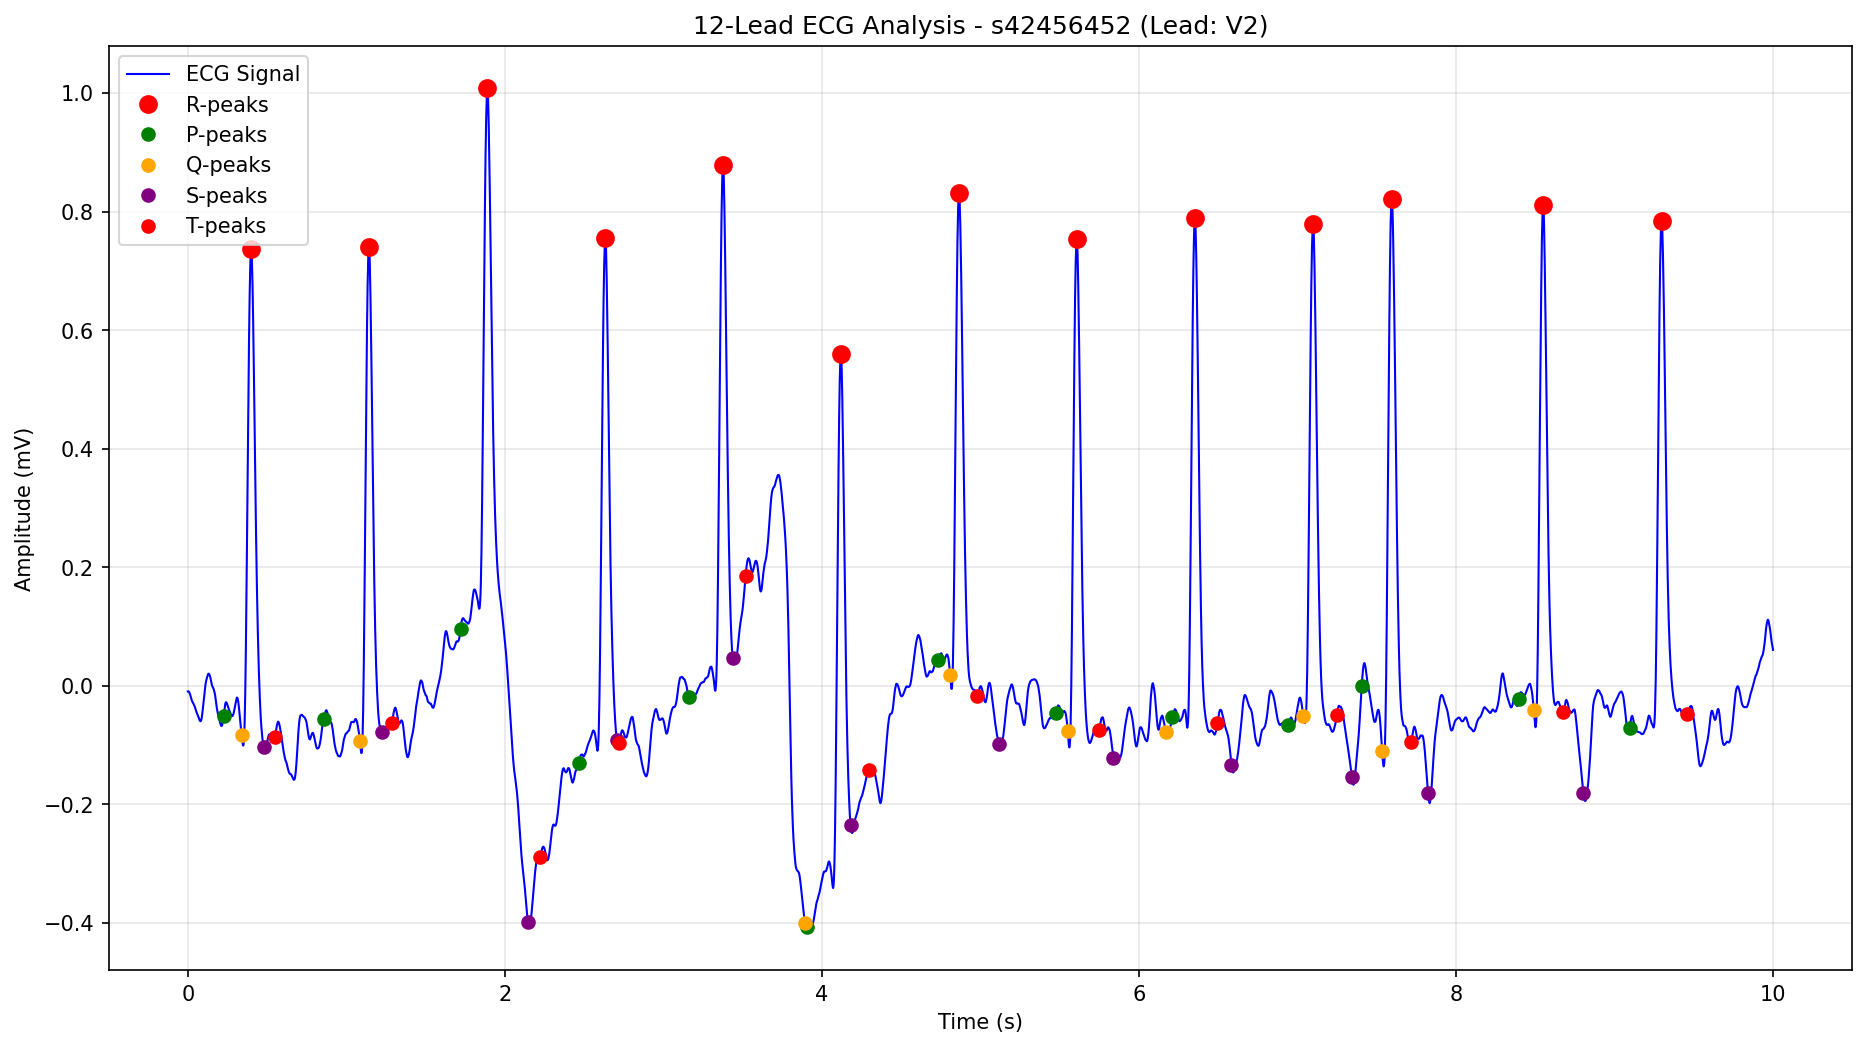 12-Lead ECG Analysis - s42456452 (Lead: V2)
ECG Signal
R-peaks
P-peaks
Q-peaks
S-peaks
T-peaks
1.0
0.8
0.6
0.4
0.2
0.0
−0.2
−0.4
Amplitude (mV)
0 2 4 6 8 10
Time (s)